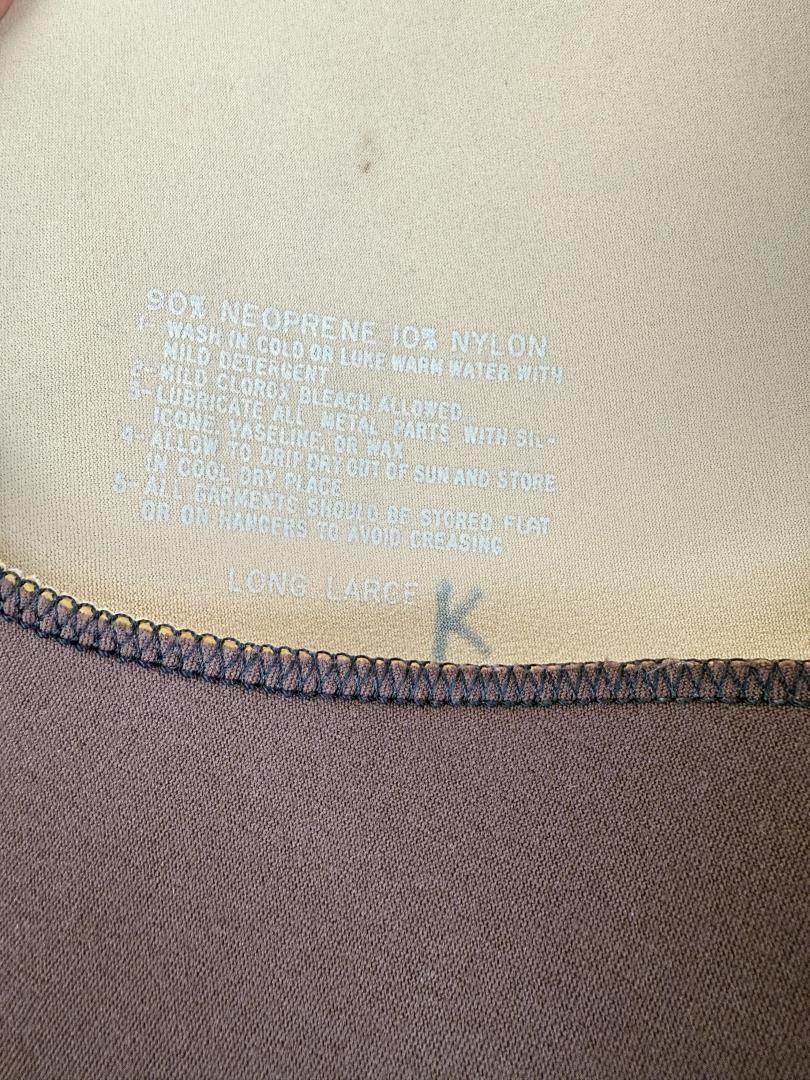 90% NEOPRENE 10% NYLON
1- WASH IN COLD OR LUKE WARM WATER WITH
MILD DETERGENT
2- MILD CLOROX BLEACH ALLOWED
3- LUBRICATE ALL METAL PARTS WITH SIL-
ICONE, VASELINE, OR WAX
4- ALLOW TO DRIP DRY OUT OF SUN AND STORE
IN COOL DRY PLACE
5- ALL GARMENTS SHOULD BE STORED FLAT
OR ON HANGERS TO AVOID CREASING
LONG LARGE K